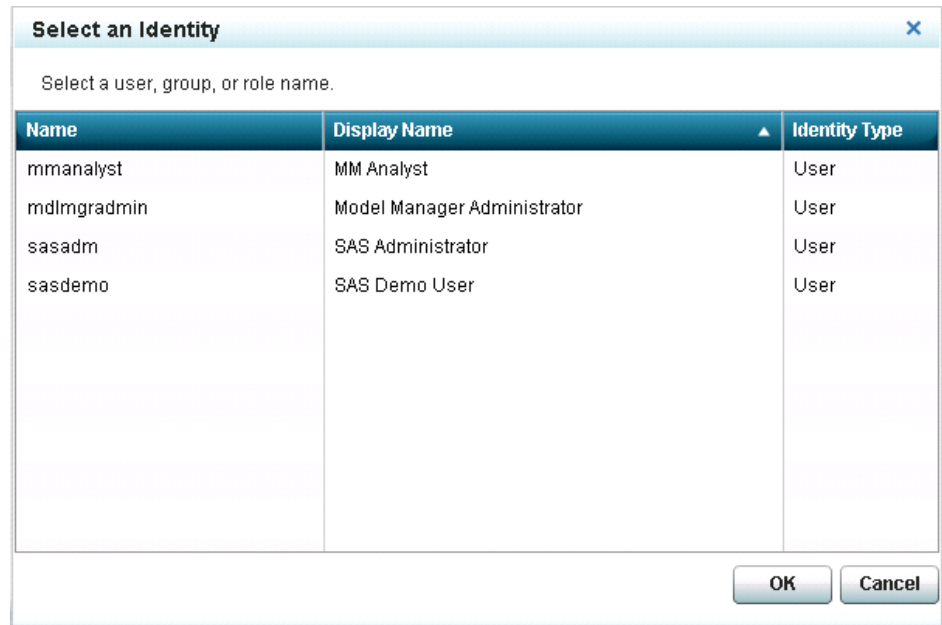 Select an Identity
Select a user, group, or role name.
Name Display Name Identity Type
mmanalyst MM Analyst User
mdlmgradmin Model Manager Administrator User
sasadm SAS Administrator User
sasdemo SAS Demo User User
OK Cancel